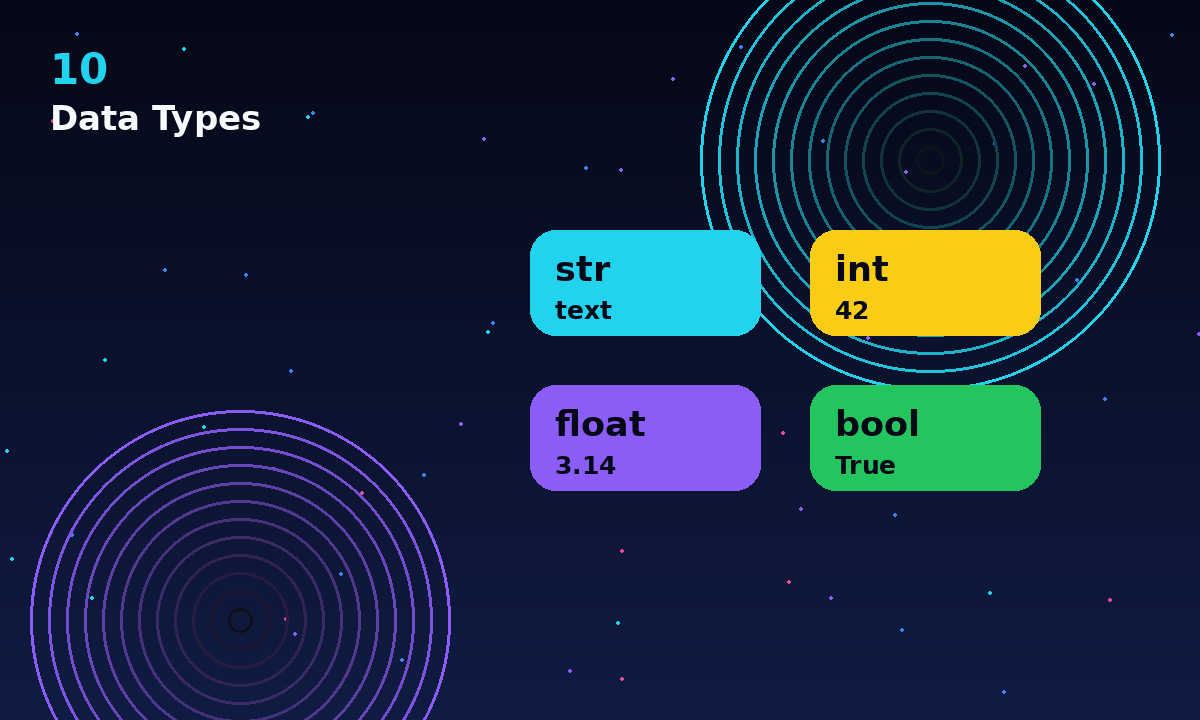 10
Data Types
str
text
int
42
float
3.14
bool
True